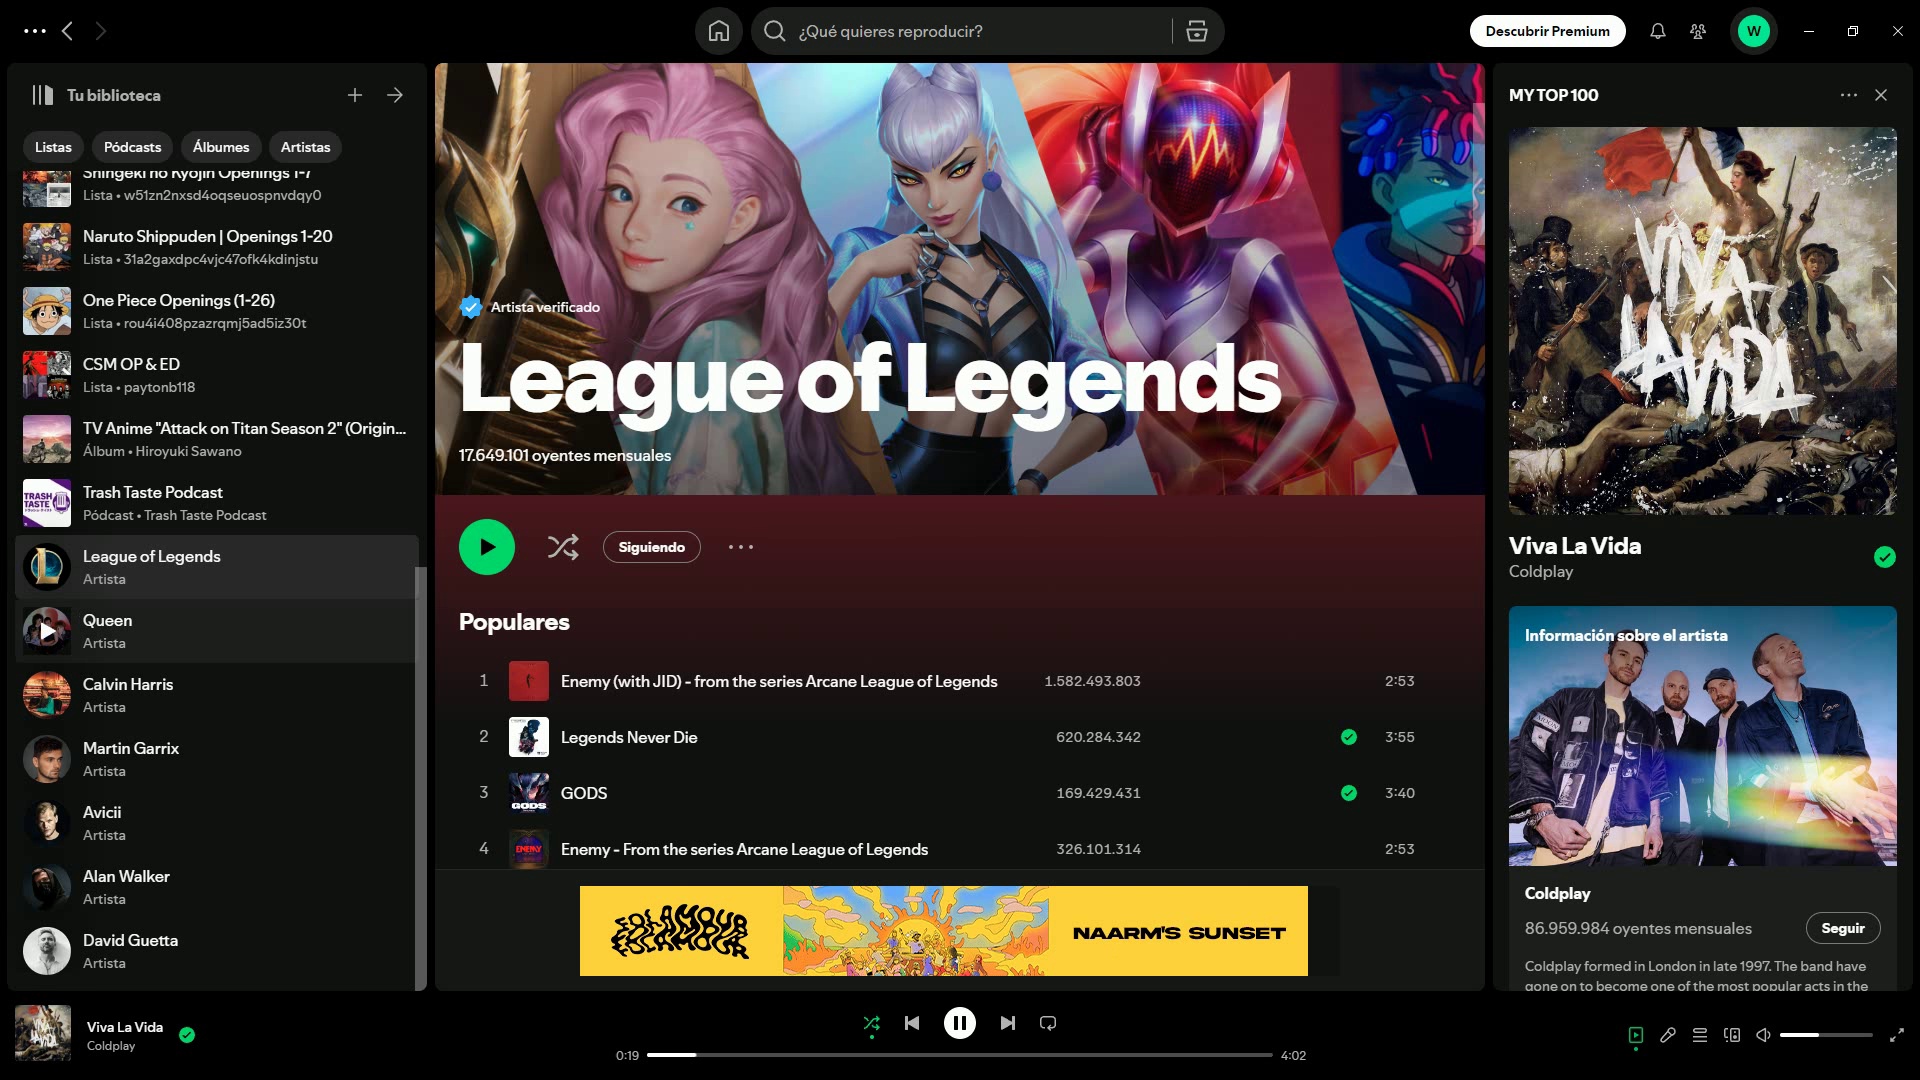 ¿Qué quieres reproducir?
Descubrir Premium
W
Tu biblioteca
Listas
Pódcasts
Álbumes
Artistas
Shingeki no Kyojin Openings 1-7
Lista • w51zn2nxsd4oqseuospnvdqy0
Naruto Shippuden | Openings 1-20
Lista • 31a2gaxdpc4vjc47ofk4kdinjstu
One Piece Openings (1-26)
Lista • rou4i408pzazrqmj5ad5iz30t
CSM OP & ED
Lista • paytonb118
TV Anime "Attack on Titan Season 2" (Origin...
Álbum • Hiroyuki Sawano
TRASH TASTE
Trash Taste Podcast
Pódcast • Trash Taste Podcast
League of Legends
Artista
Queen
Artista
Calvin Harris
Artista
Martin Garrix
Artista
Avicii
Artista
Alan Walker
Artista
David Guetta
Artista
Artista verificado
League of Legends
17.649.101 oyentes mensuales
Siguiendo
Populares
1 Enemy (with JID) - from the series Arcane League of Legends 1.582.493.803 2:53
2 Legends Never Die 620.284.342 3:55
GODS
3 GODS 169.429.431 3:40
ENEMY
4 Enemy - From the series Arcane League of Legends 326.101.314 2:53
NAARM'S SUNSET
MY TOP 100
VIVA
LA VIDA
Viva La Vida
Coldplay
Información sobre el artista
Coldplay
86.959.984 oyentes mensuales
Seguir
Coldplay formed in London in late 1997. The band have
gone on to become one of the most popular acts in the
Viva La Vida
Coldplay
0:19
4:02